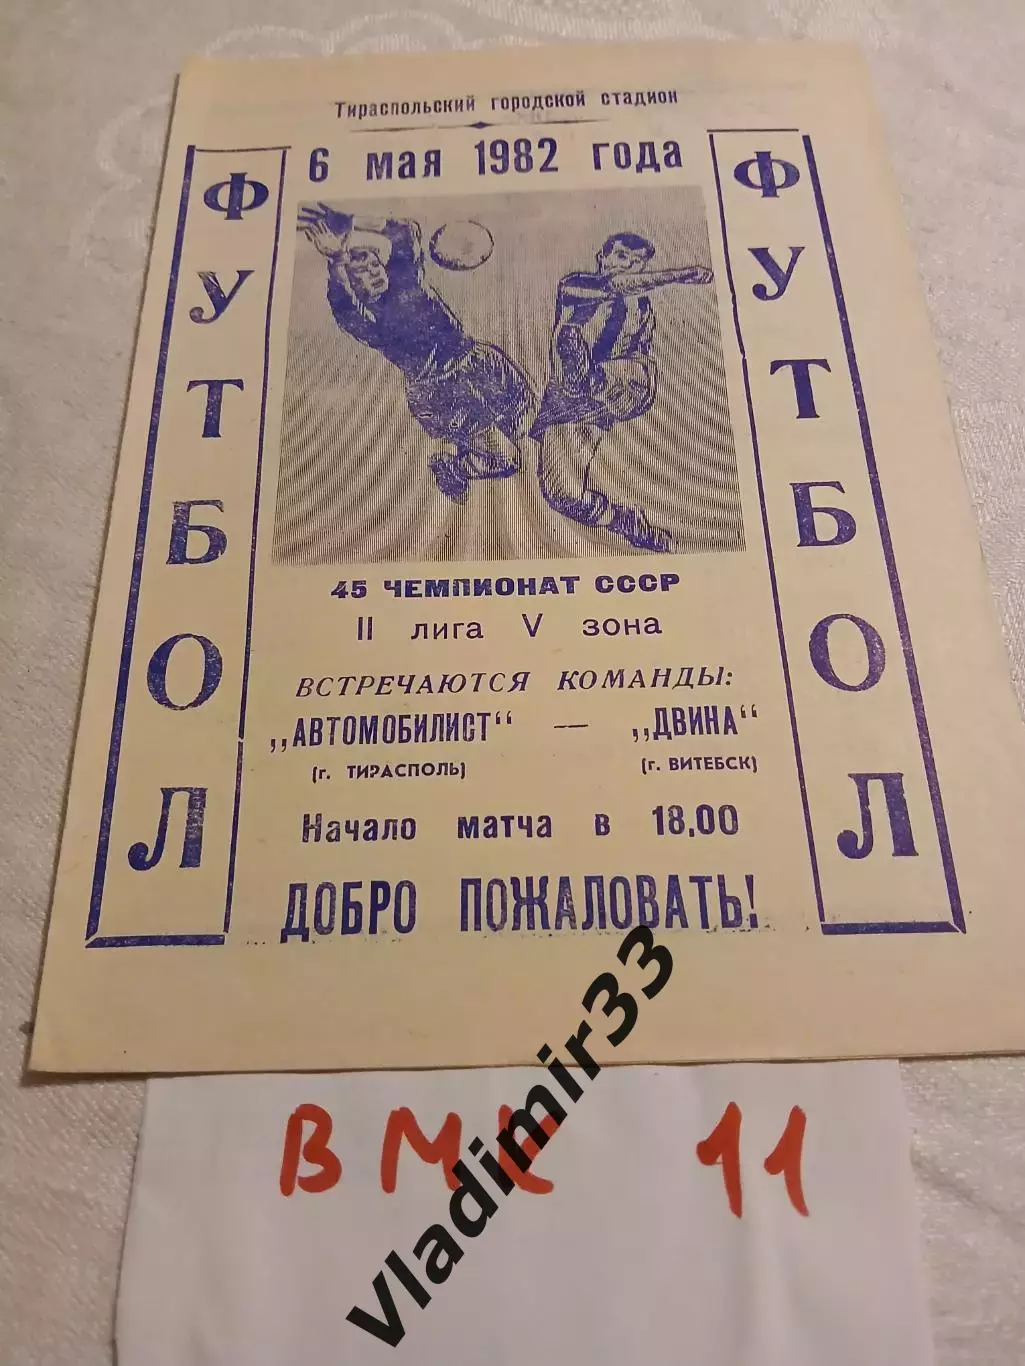 Тираспольский городской стадион
6 мая 1982 года
ФУТБОЛ
ФУТБОЛ
45 ЧЕМПИОНАТ СССР
II лига V зона
ВСТРЕЧАЮТСЯ КОМАНДЫ:
„АВТОМОБИЛИСТ“ — „ДВИНА“
(г. ТИРАСПОЛЬ) (г. ВИТЕБСК)
Начало матча в 18.00
ДОБРО ПОЖАЛОВАТЬ!
ВМК 11
Vladimir33